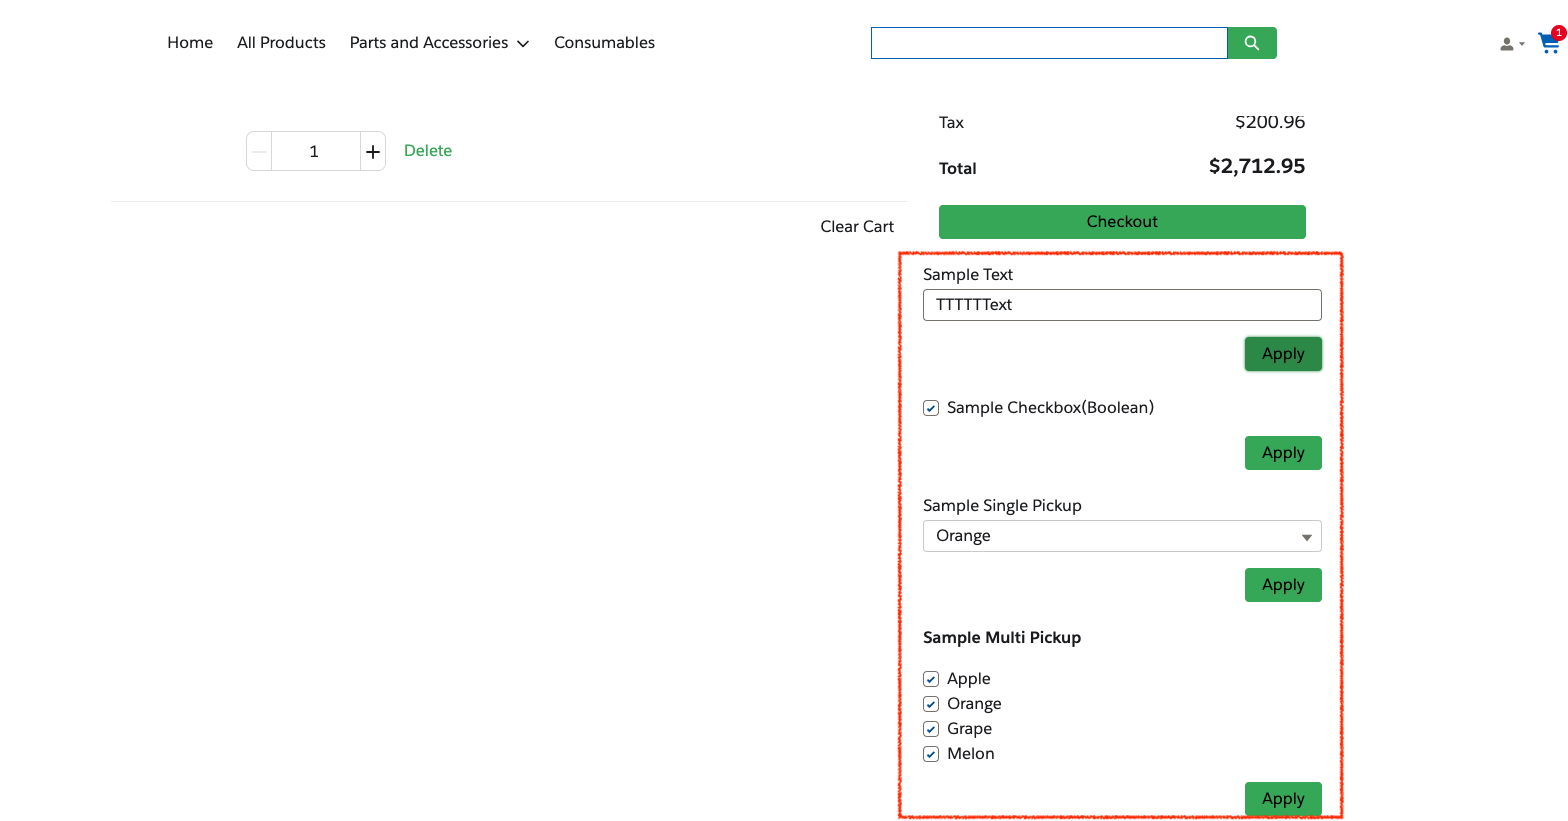 Home All Products Parts and Accessories Consumables
1
Tax $200.96
1 Delete
Total $2,712.95
Checkout
Clear Cart
Sample Text
TTTTTText
Apply
Sample Checkbox(Boolean)
Apply
Sample Single Pickup
Orange
Apply
Sample Multi Pickup
Apple
Orange
Grape
Melon
Apply